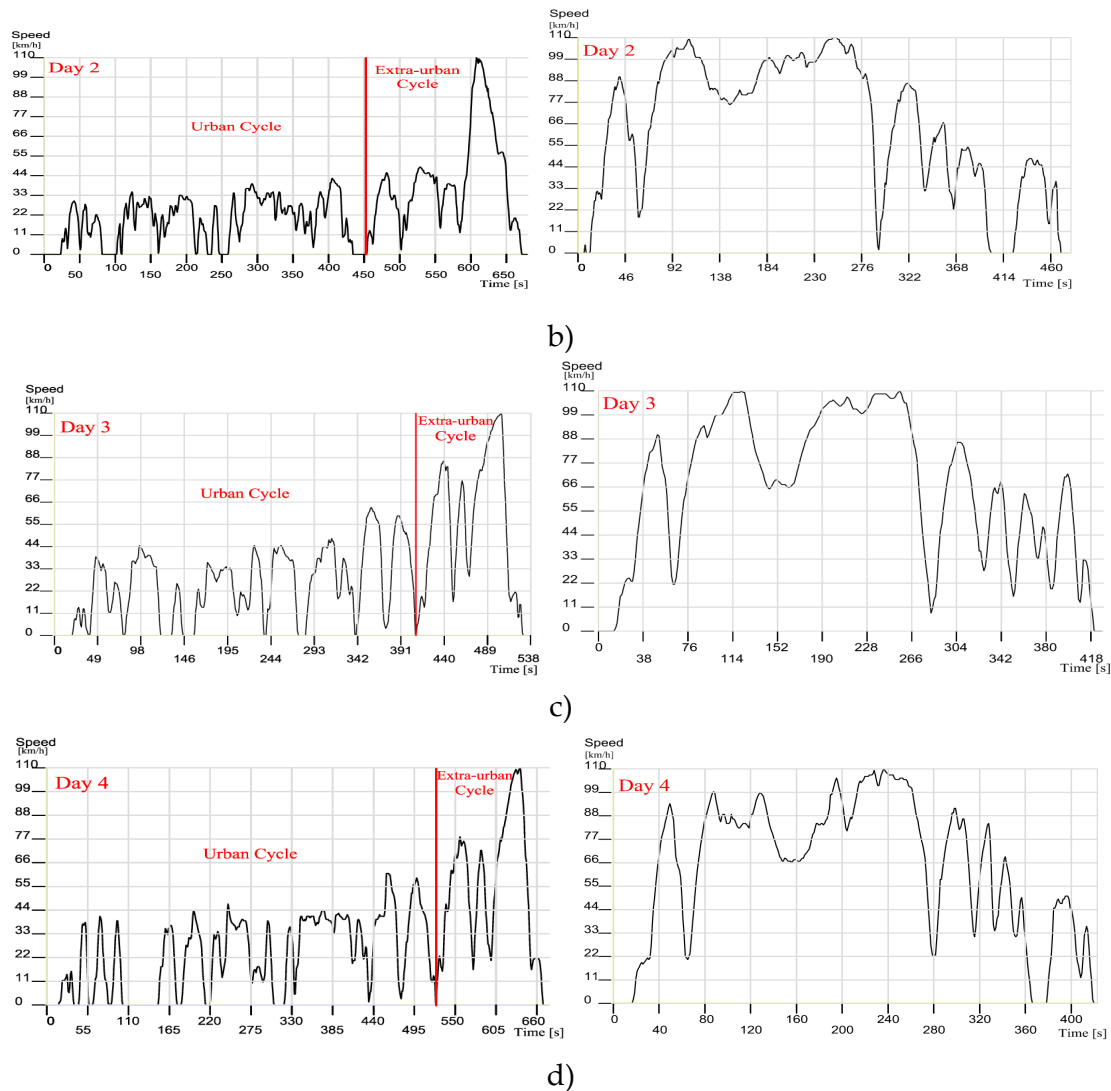 Speed
[km/h]
110
99
88
77
66
55
44
33
22
11
0
Day 2
Urban Cycle
Extra-urban
Cycle
0 50 100 150 200 250 300 350 400 450 500 550 600 650
Time [s]
Speed
[km/h]
110
99
88
77
66
55
44
33
22
11
0
Day 2
0 46 92 138 184 230 276 322 368 414 460
Time [s]
b)
Speed
[km/h]
110
99
88
77
66
55
44
33
22
11
0
Day 3
Urban Cycle
Extra-urban
Cycle
0 49 98 146 195 244 293 342 391 440 489 538
Time [s]
Speed
[km/h]
110
99
88
77
66
55
44
33
22
11
0
Day 3
0 38 76 114 152 190 228 266 304 342 380 418
Time [s]
c)
Speed
[km/h]
110
99
88
77
66
55
44
33
22
11
0
Day 4
Urban Cycle
Extra-urban
Cycle
0 55 110 165 220 275 330 385 440 495 550 605 660
Time [s]
Speed
[km/h]
110
99
88
77
66
55
44
33
22
11
0
Day 4
0 40 80 120 160 200 240 280 320 360 400
Time [s]
d)